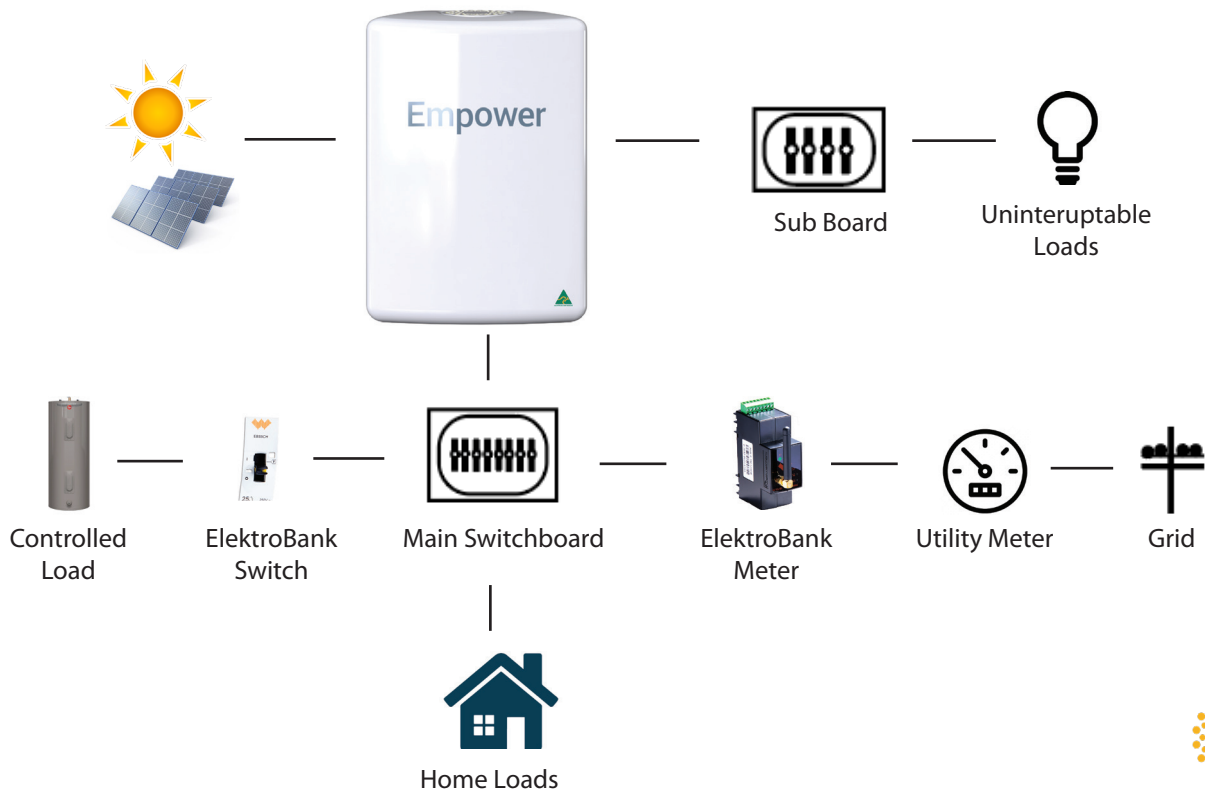 Empower
Sub Board
Uninteruptable
Loads
Controlled
Load
ElektroBank
Switch
Main Switchboard
ElektroBank
Meter
Utility Meter
Grid
Home Loads